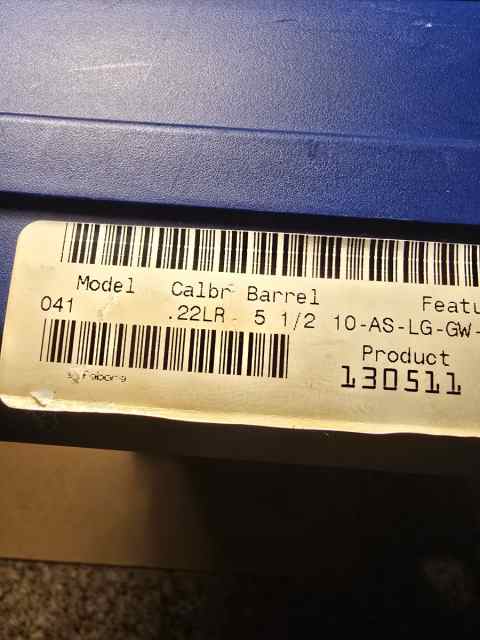 Model Calbr Barrel Featu
041 .22LR 5 1/2 10-AS-LG-GW-
Product
130511